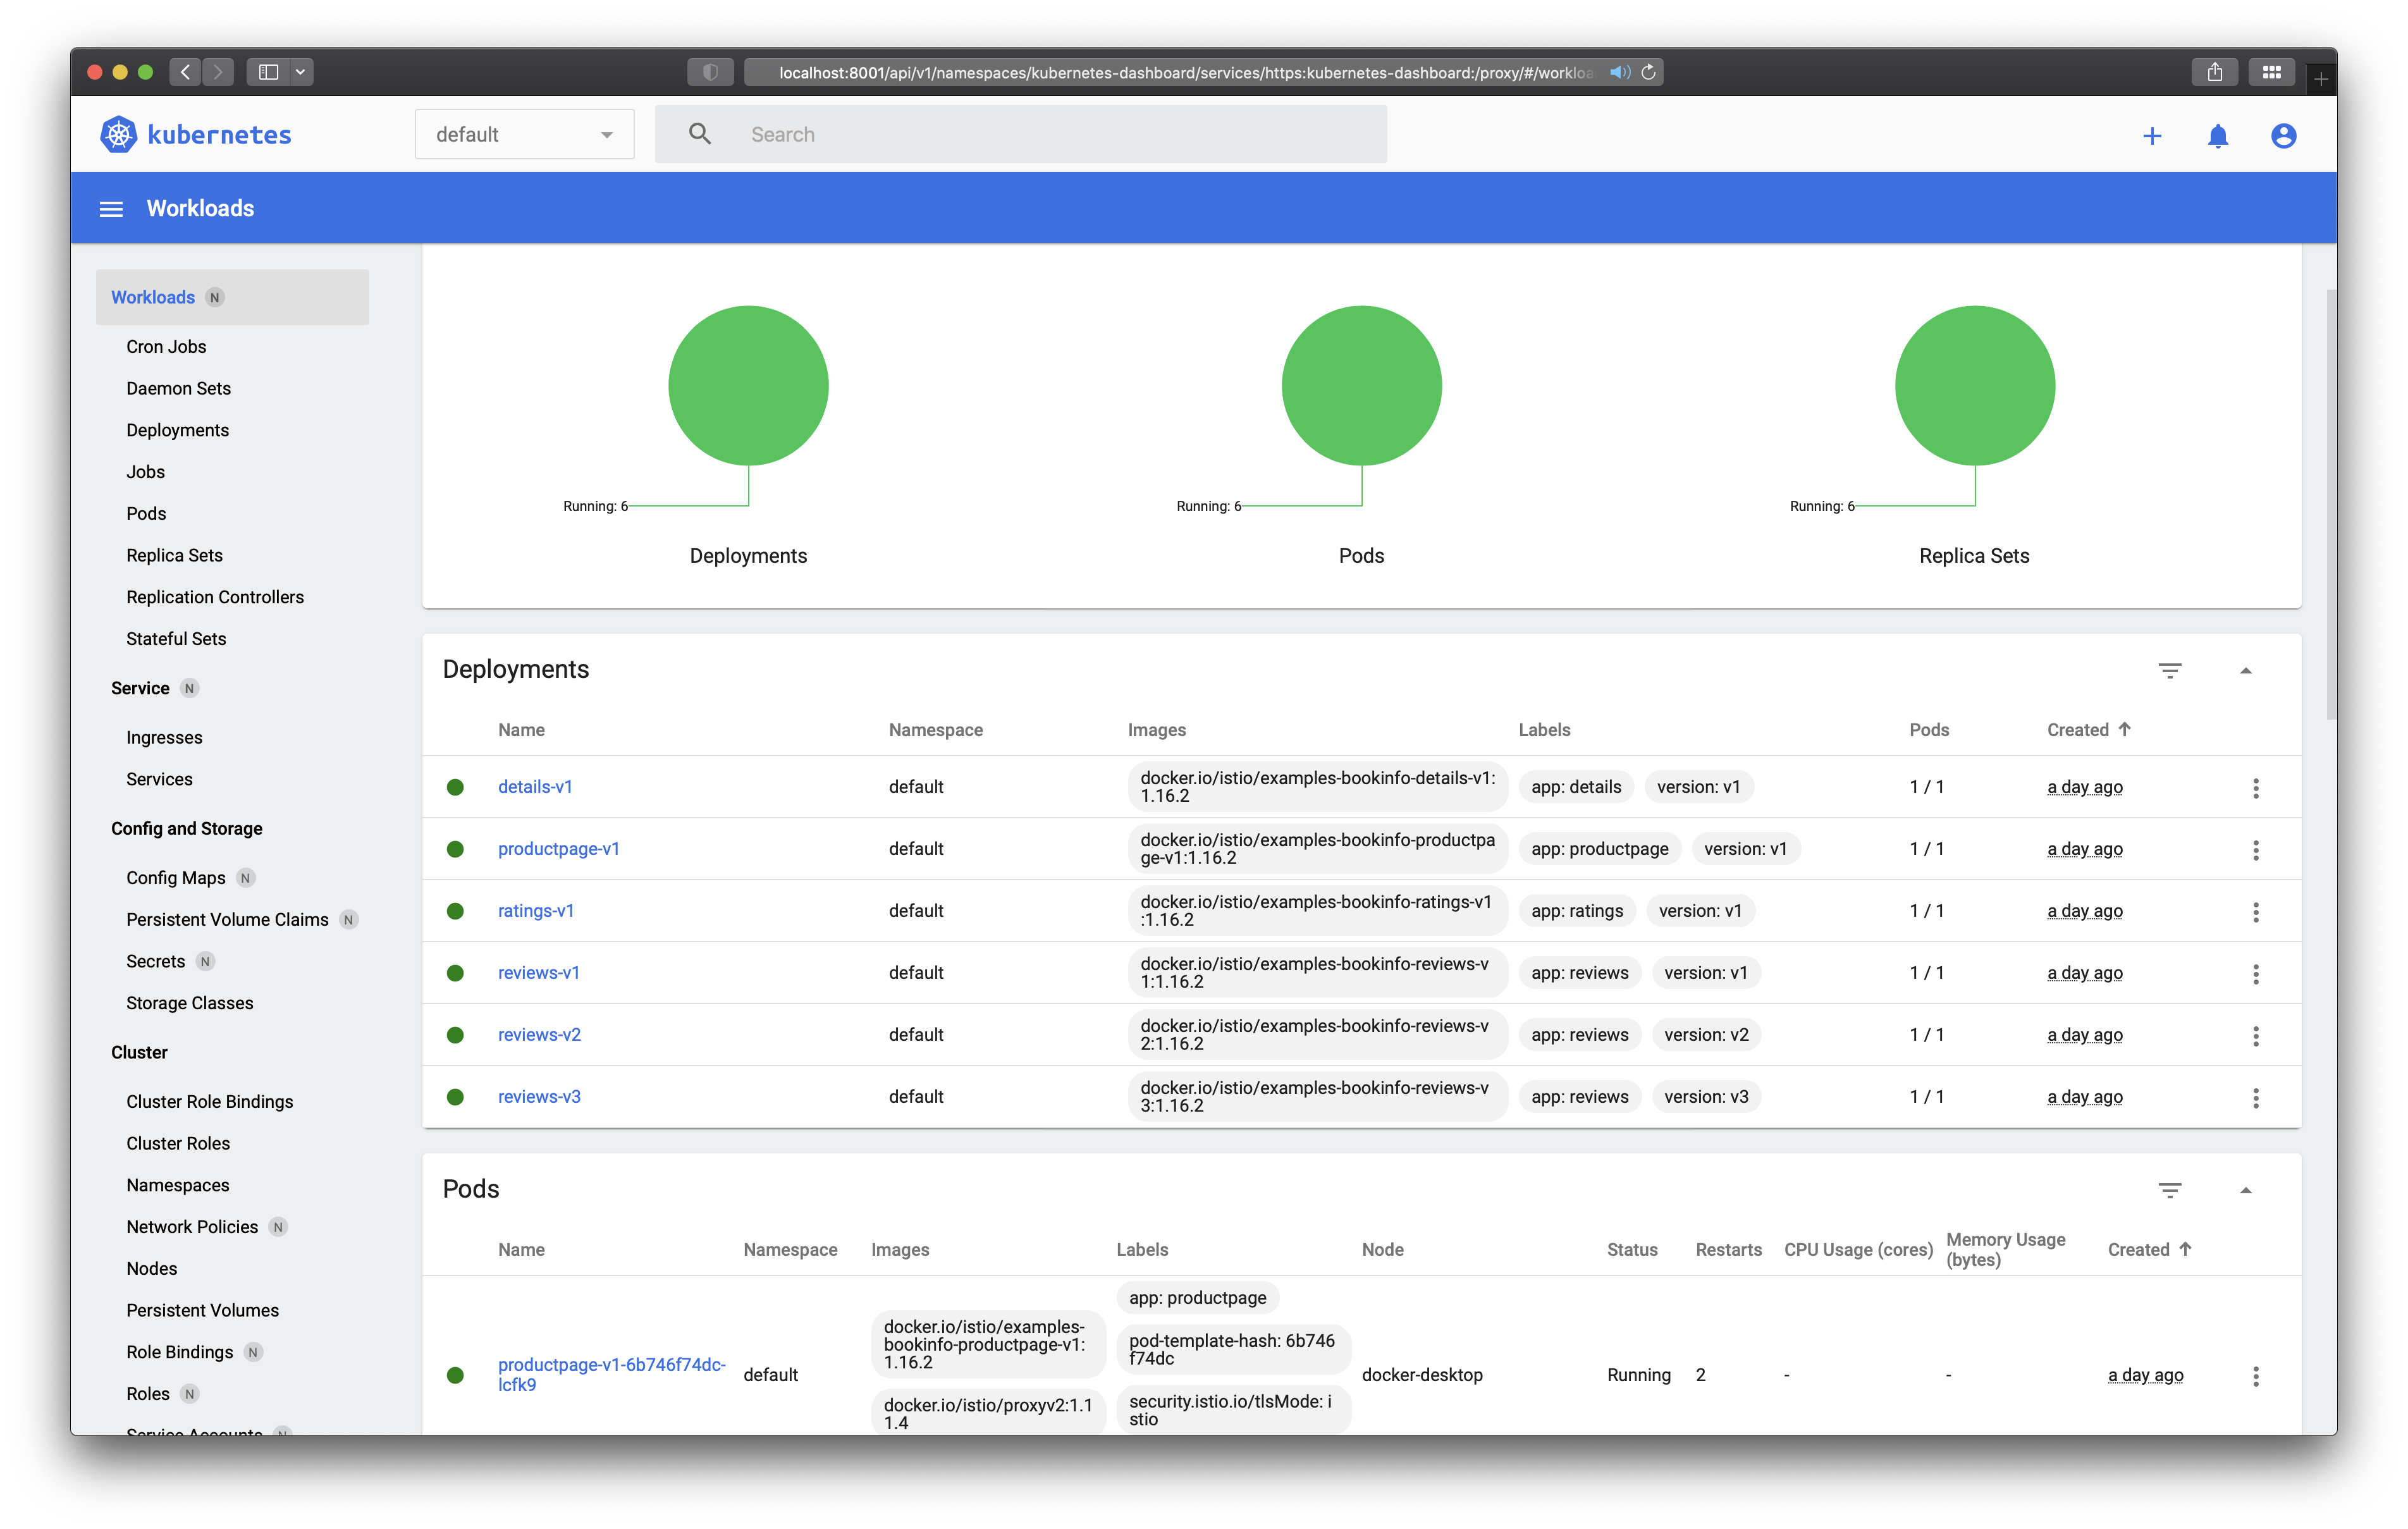 localhost:8001/api/v1/namespaces/kubernetes-dashboard/services/https:kubernetes-dashboard:/proxy/#/workloa
kubernetes
default
Search
Workloads
Workloads N
Cron Jobs
Daemon Sets
Deployments
Jobs
Pods
Replica Sets
Replication Controllers
Stateful Sets
Service N
Ingresses
Services
Config and Storage
Config Maps N
Persistent Volume Claims N
Secrets N
Storage Classes
Cluster
Cluster Role Bindings
Cluster Roles
Namespaces
Network Policies N
Nodes
Persistent Volumes
Role Bindings N
Roles N
Service Accounts N
Running: 6
Deployments
Running: 6
Pods
Running: 6
Replica Sets
Deployments
Name Namespace Images Labels Pods Created
details-v1 default docker.io/istio/examples-bookinfo-details-v1: app: details version: v1 1 / 1 a day ago
1.16.2
productpage-v1 default docker.io/istio/examples-bookinfo-productpa app: productpage version: v1 1 / 1 a day ago
ge-v1:1.16.2
ratings-v1 default docker.io/istio/examples-bookinfo-ratings-v1 app: ratings version: v1 1 / 1 a day ago
:1.16.2
reviews-v1 default docker.io/istio/examples-bookinfo-reviews-v app: reviews version: v1 1 / 1 a day ago
1:1.16.2
reviews-v2 default docker.io/istio/examples-bookinfo-reviews-v app: reviews version: v2 1 / 1 a day ago
2:1.16.2
reviews-v3 default docker.io/istio/examples-bookinfo-reviews-v app: reviews version: v3 1 / 1 a day ago
3:1.16.2
Pods
Name Namespace Images Labels Node Status Restarts CPU Usage (cores) Memory Usage Created
(bytes)
productpage-v1-6b746f74dc-
lcfk9
default
docker.io/istio/examples-
bookinfo-productpage-v1:
1.16.2
docker.io/istio/proxyv2:1.1
1.4
app: productpage
pod-template-hash: 6b746
f74dc
security.istio.io/tlsMode: i
stio
docker-desktop
Running
2
-
-
a day ago